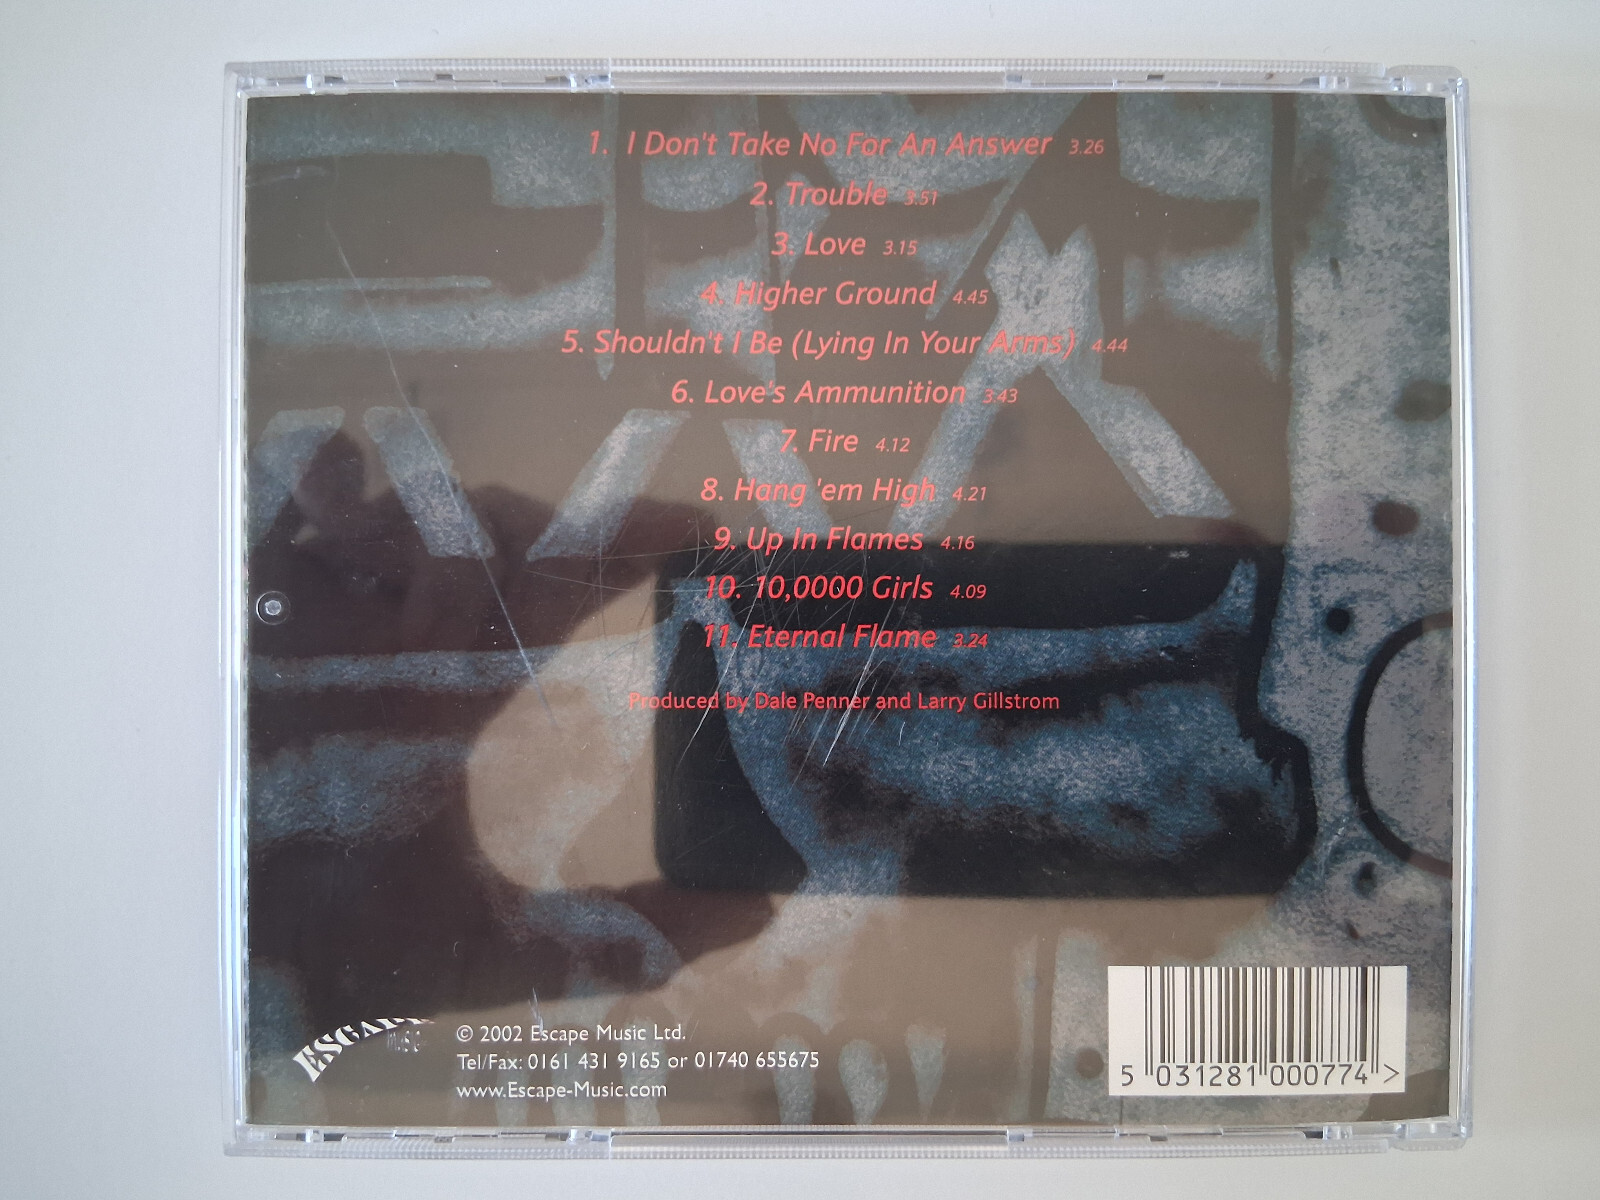 1. I Don't Take No For An Answer 3.26
2. Trouble 3.51
3. Love 3.15
4. Higher Ground 4.45
5. Shouldn't I Be (Lying In Your Arms) 4.44
6. Love's Ammunition 3.43
7. Fire 4.12
8. Hang 'em High 4.21
9. Up In Flames 4.16
10. 10,0000 Girls 4.09
11. Eternal Flame 3.24
Produced by Dale Penner and Larry Gillstrom
ESCAPE
MUSIC
© 2002 Escape Music Ltd.
Tel/Fax: 0161 431 9165 or 01740 655675
www.Escape-Music.com
5 031281 000774 >